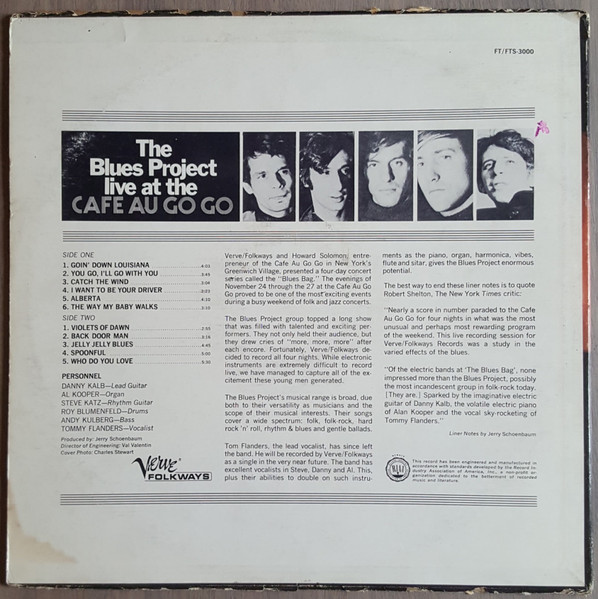 FT/FTS-3000
The
Blues Project
live at the
CAFE AU GO GO
SIDE ONE
1. GOIN' DOWN LOUISIANA 4:03
2. YOU GO, I'LL GO WITH YOU 3:45
3. CATCH THE WIND 3:08
4. I WANT TO BE YOUR DRIVER 3:23
5. ALBERTA 4:10
6. THE WAY MY BABY WALKS 3:10
SIDE TWO
1. VIOLETS OF DAWN 2:55
2. BACK DOOR MAN 3:16
3. JELLY JELLY BLUES 4:45
4. SPOONFUL 5:00
5. WHO DO YOU LOVE 5:30
PERSONNEL
DANNY KALB—Lead Guitar
AL KOOPER—Organ
STEVE KATZ—Rhythm Guitar
ROY BLUMENFELD—Drums
ANDY KULBERG—Bass
TOMMY FLANDERS—Vocalist
Produced by: Jerry Schoenbaum
Director of Engineering: Val Valentin
Cover Photo: Charles Stewart
Verve
FOLKWAYS
Verve/Folkways and Howard Solomon, entre-
preneur of the Cafe Au Go Go in New York's
Greenwich Village, presented a four-day concert
series called the "Blues Bag." The evenings of
November 24 through the 27 at the Cafe Au Go
Go proved to be one of the most exciting events
during a busy weekend of folk and jazz concerts.
The Blues Project group topped a long show
that was filled with talented and exciting per-
formers. They not only held the audience, but
they drew cries of "more, more, more" after
each encore. Fortunately, Verve/Folkways de-
cided to record all four nights. While electronic
instruments are extremely difficult to record
live, we have managed to capture all of the ex-
citement these young men generated.
The Blues Project's musical range is broad, due
both to their versatility as musicians and the
scope of their musical interests. Their songs
cover a wide spectrum: folk, folk-rock, hard
rock 'n' roll, rhythm & blues and gentle ballads.
Tom Flanders, the lead vocalist, has since left
the band. He will be recorded by Verve/Folkways
as a single in the very near future. The band has
excellent vocalists in Steve, Danny and Al. This,
plus their abilities to double on such instru-
ments as the piano, organ, harmonica, vibes,
flute and sitar, gives the Blues Project enormous
potential.
The best way to end these liner notes is to quote
Robert Shelton, The New York Times critic:
"Nearly a score in number paraded to the Cafe
Au Go Go for four nights in what was the most
unusual and perhaps most rewarding program
of the weekend. This live recording session for
Verve/Folkways Records was a study in the
varied effects of the blues.
"Of the electric bands at 'The Blues Bag', none
impressed more than the Blues Project, possibly
the most incandescent group in folk-rock today.
[They are.] Sparked by the imaginative electric
guitar of Danny Kalb, the volatile electric piano
of Alan Kooper and the vocal sky-rocketing of
Tommy Flanders."
Liner Notes by Jerry Schoenbaum
This record has been engineered and manufactured in
accordance with standards developed by the Record In-
dustry Association of America, Inc., a non-profit or-
ganization dedicated to the betterment of recorded
music and literature.